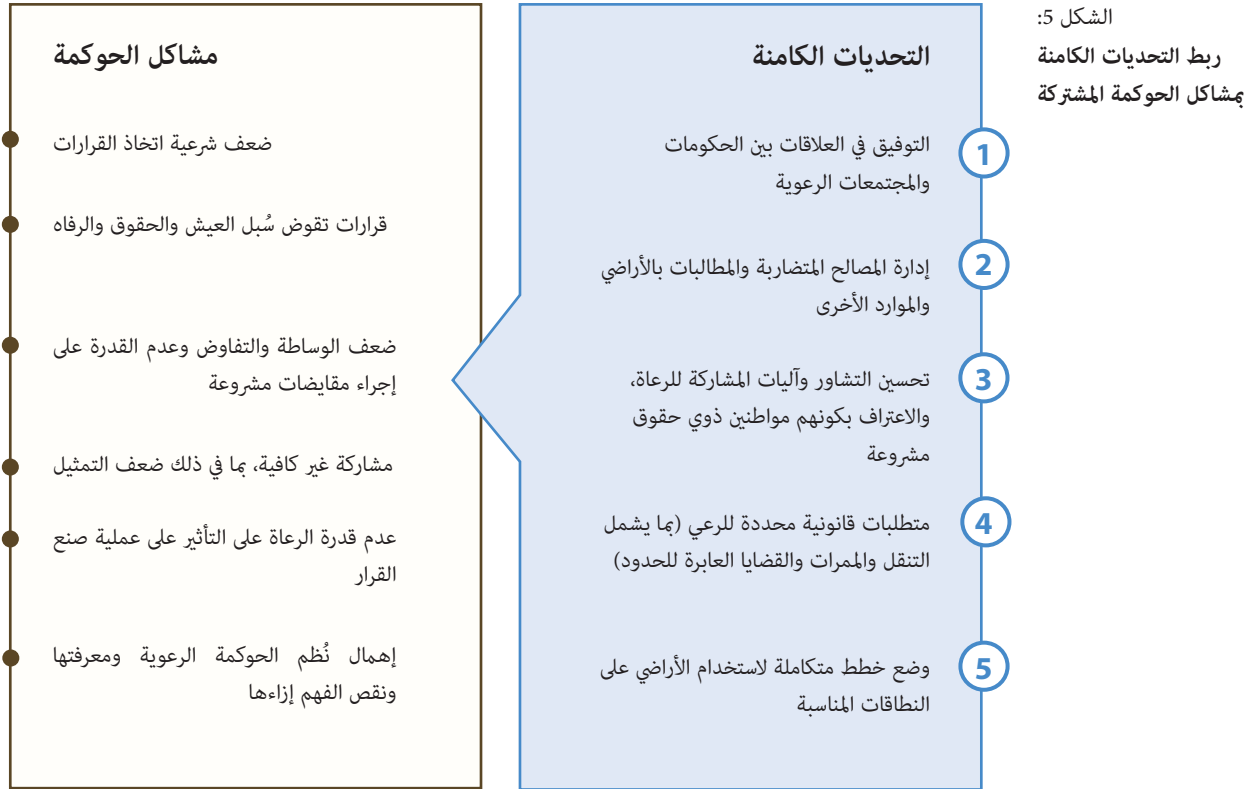 الشكل 5:
ربط التحديات الكامنة
بمشاكل الحوكمة المشتركة
التحديات الكامنة
1
التوفيق في العلاقات بين الحكومات
والمجتمعات الرعوية
2
إدارة المصالح المتضاربة والمطالبات بالأراضي
والموارد الأخرى
3
تحسين التشاور وآليات المشاركة للرعاة،
والاعتراف بكونهم مواطنين ذوي حقوق
مشروعة
4
متطلبات قانونية محددة للرعي (بما يشمل
التنقل والممرات والقضايا العابرة للحدود)
5
وضع خطط متكاملة لاستخدام الأراضي على
النطاقات المناسبة
مشاكل الحوكمة
ضعف شرعية اتخاذ القرارات
قرارات تقوض سُبل العيش والحقوق والرفاه
ضعف الوساطة والتفاوض وعدم القدرة على
إجراء مقايضات مشروعة
مشاركة غير كافية، بما في ذلك ضعف التمثيل
عدم قدرة الرعاة على التأثير على عملية صنع
القرار
إهمال نُظم الحوكمة الرعوية ومعرفتها
ونقص الفهم إزاءها